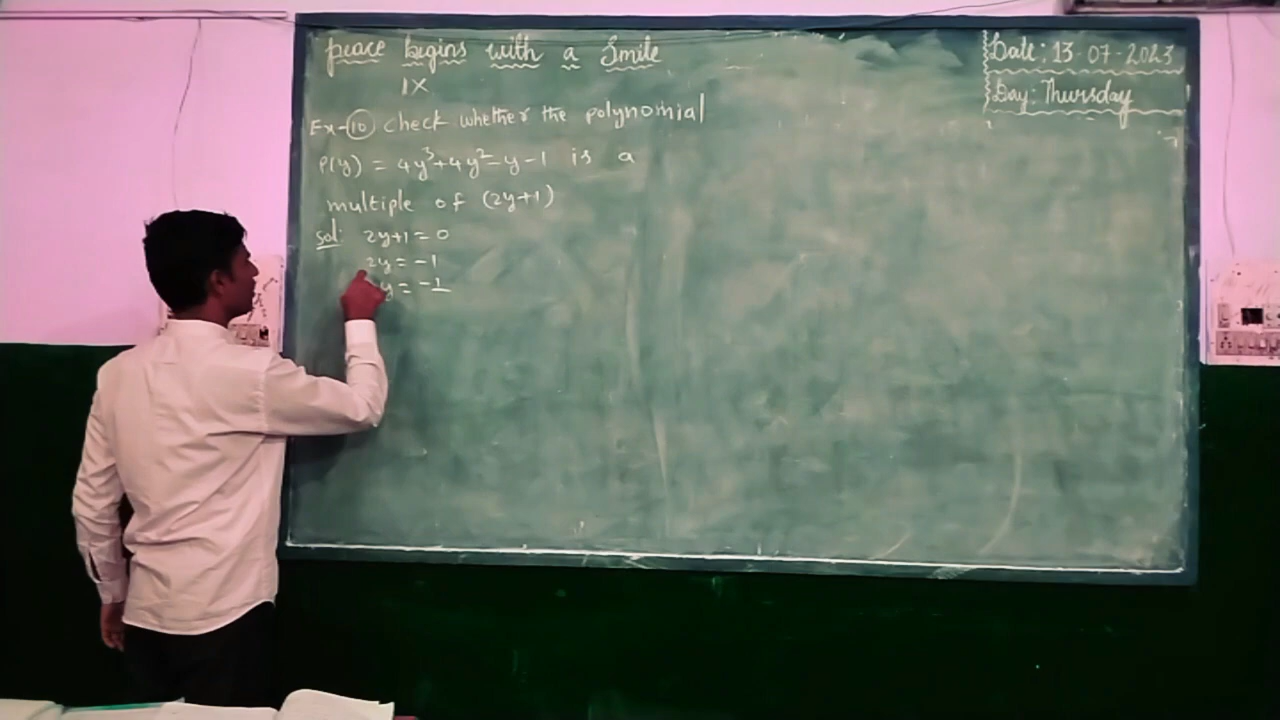 peace begins with a Smile
Date: 13-07-2023
Day: Thursday
IX
Ex-10 check whether the polynomial
P(y) = 4y³+4y²-y-1 is a
multiple of (2y+1)
Sol: 2y+1 = 0
2y = -1
y = -1